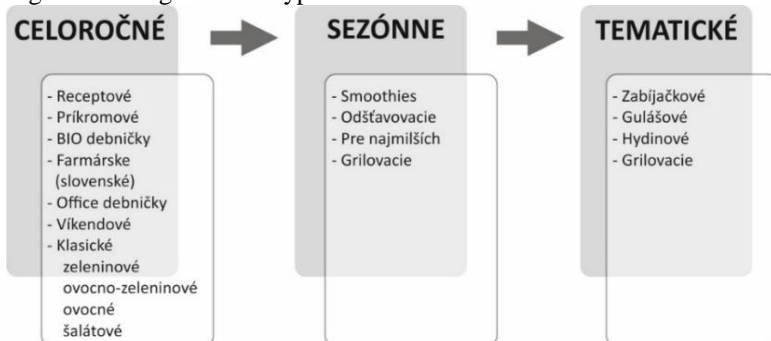 CELOROČNÉ
- Receptové
- Príkromové
- BIO debničky
- Farmárske
(slovenské)
- Office debničky
- Víkendové
- Klasické
zeleninové
ovocno-zeleninové
ovocné
šalátové
SEZÓNNE
- Smoothies
- Odšťavovacie
- Pre najmilších
- Grilovacie
TEMATICKÉ
- Zabíjačkové
- Gulášové
- Hydinové
- Grilovacie